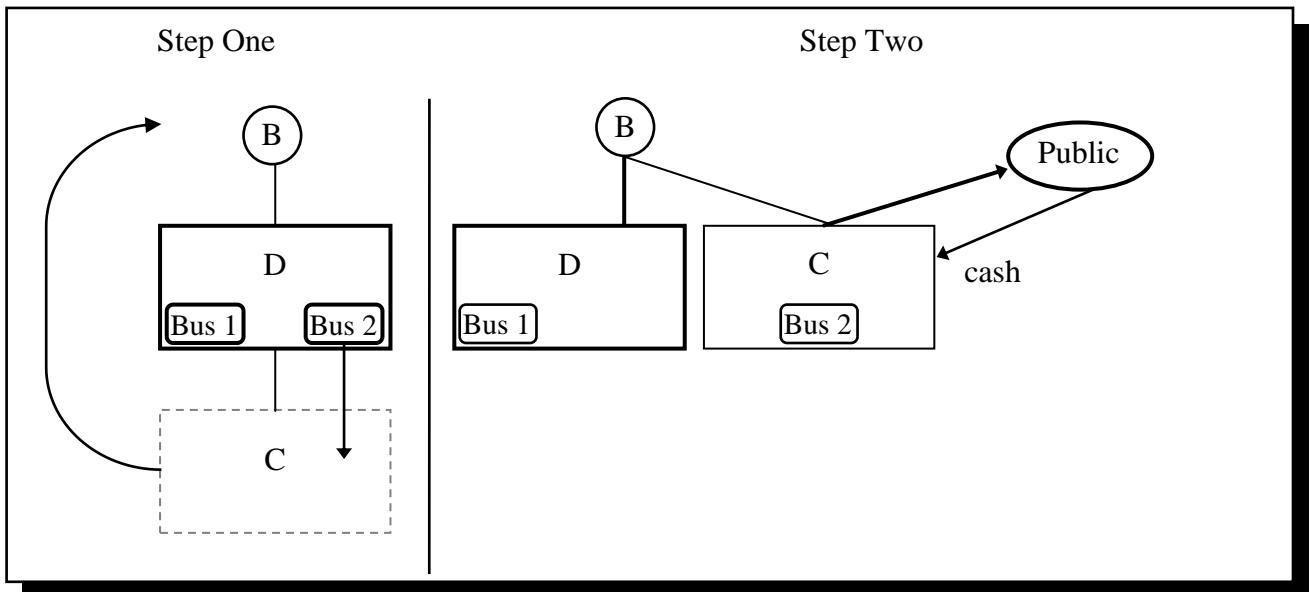 Step One
B
D
Bus 1
Bus 2
C
Step Two
B
Public
D
C
cash
Bus 1
Bus 2